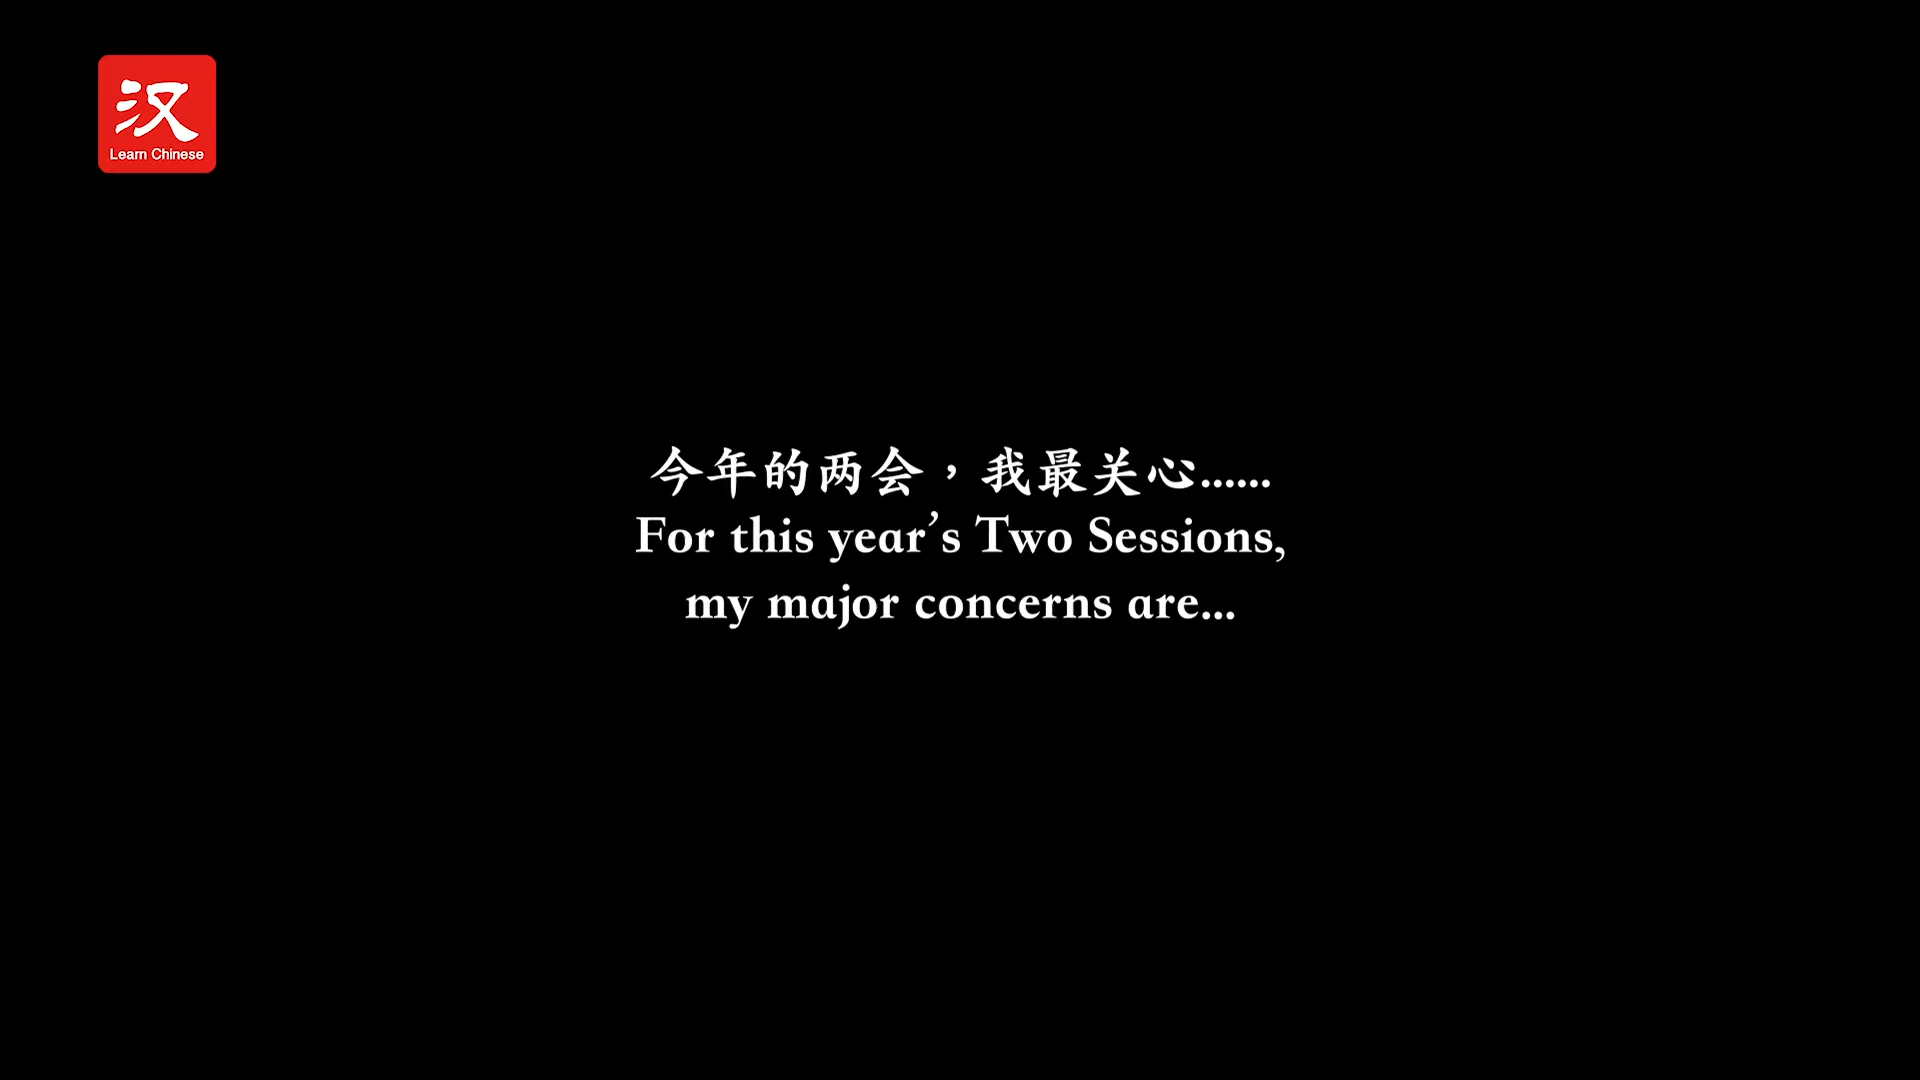 汉
Learn Chinese
今年的两会，我最关心......
For this year’s Two Sessions,
my major concerns are...